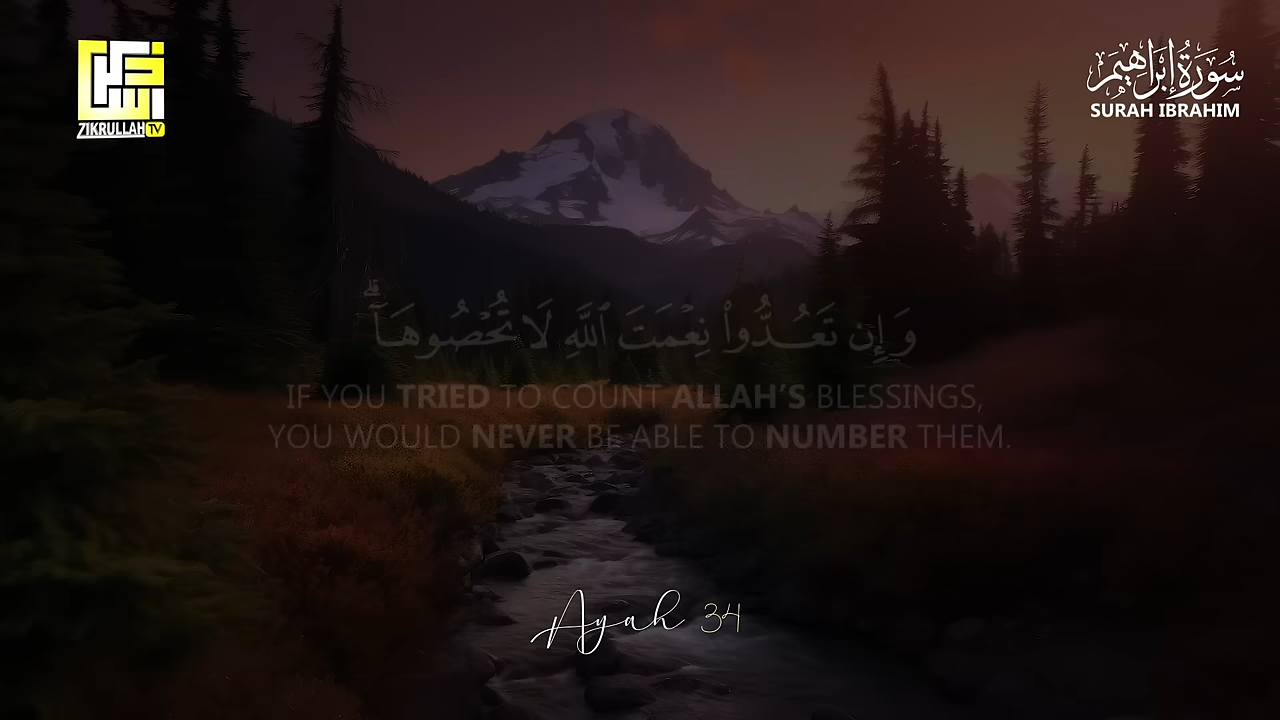 ZIKRULLAH TV
سُورَةُ إِبْرَاهِيم
SURAH IBRAHIM
وَإِن تَعُدُّوا۟ نِعْمَتَ ٱللَّهِ لَا تُحْصُوهَآ ۗ
IF YOU TRIED TO COUNT ALLAH’S BLESSINGS,
YOU WOULD NEVER BE ABLE TO NUMBER THEM.
Ayah 34